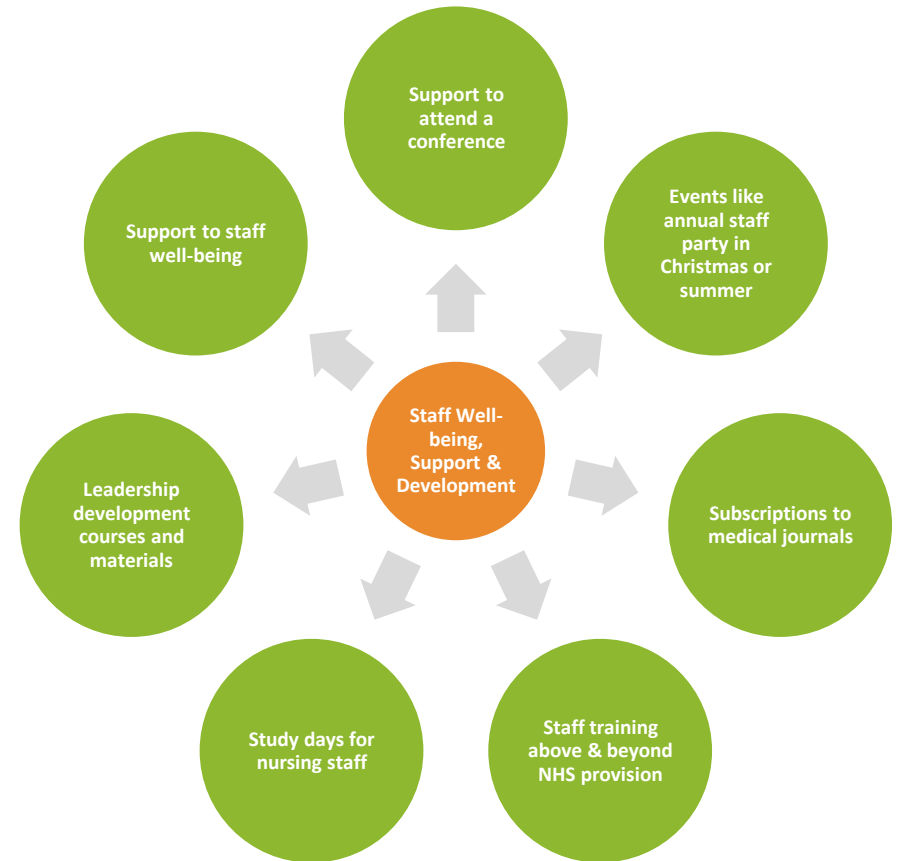 Support to
attend a
conference
Events like
annual staff
party in
Christmas or
summer
Support to staff
well-being
Staff Well-
being,
Support &
Development
Subscriptions to
medical journals
Leadership
development
courses and
materials
Staff training
above & beyond
NHS provision
Study days for
nursing staff